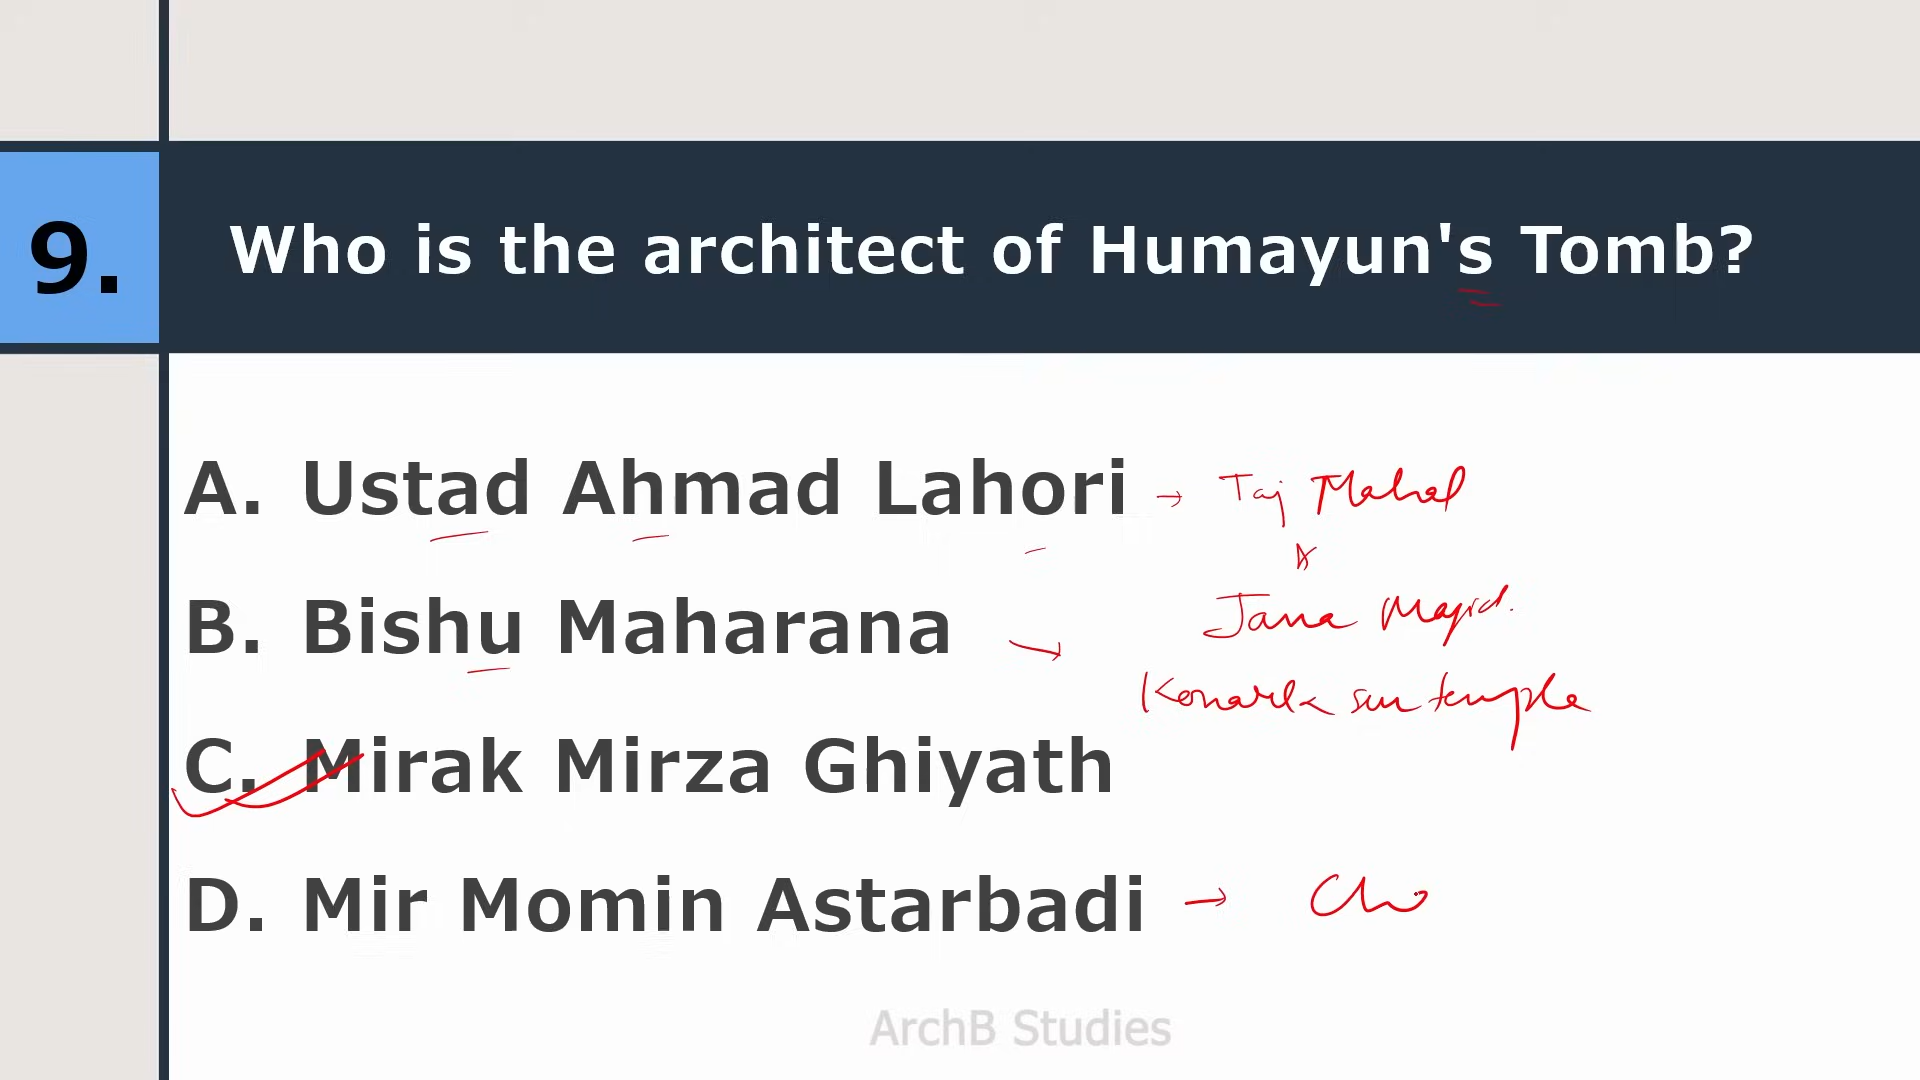 9.
Who is the architect of Humayun's Tomb?
A. Ustad Ahmad Lahori → Taj Mahal
&
Jama Masjid.
B. Bishu Maharana →
Konark sun temple
C. Mirak Mirza Ghiyath
D. Mir Momin Astarbadi → Cha
ArchB Studies